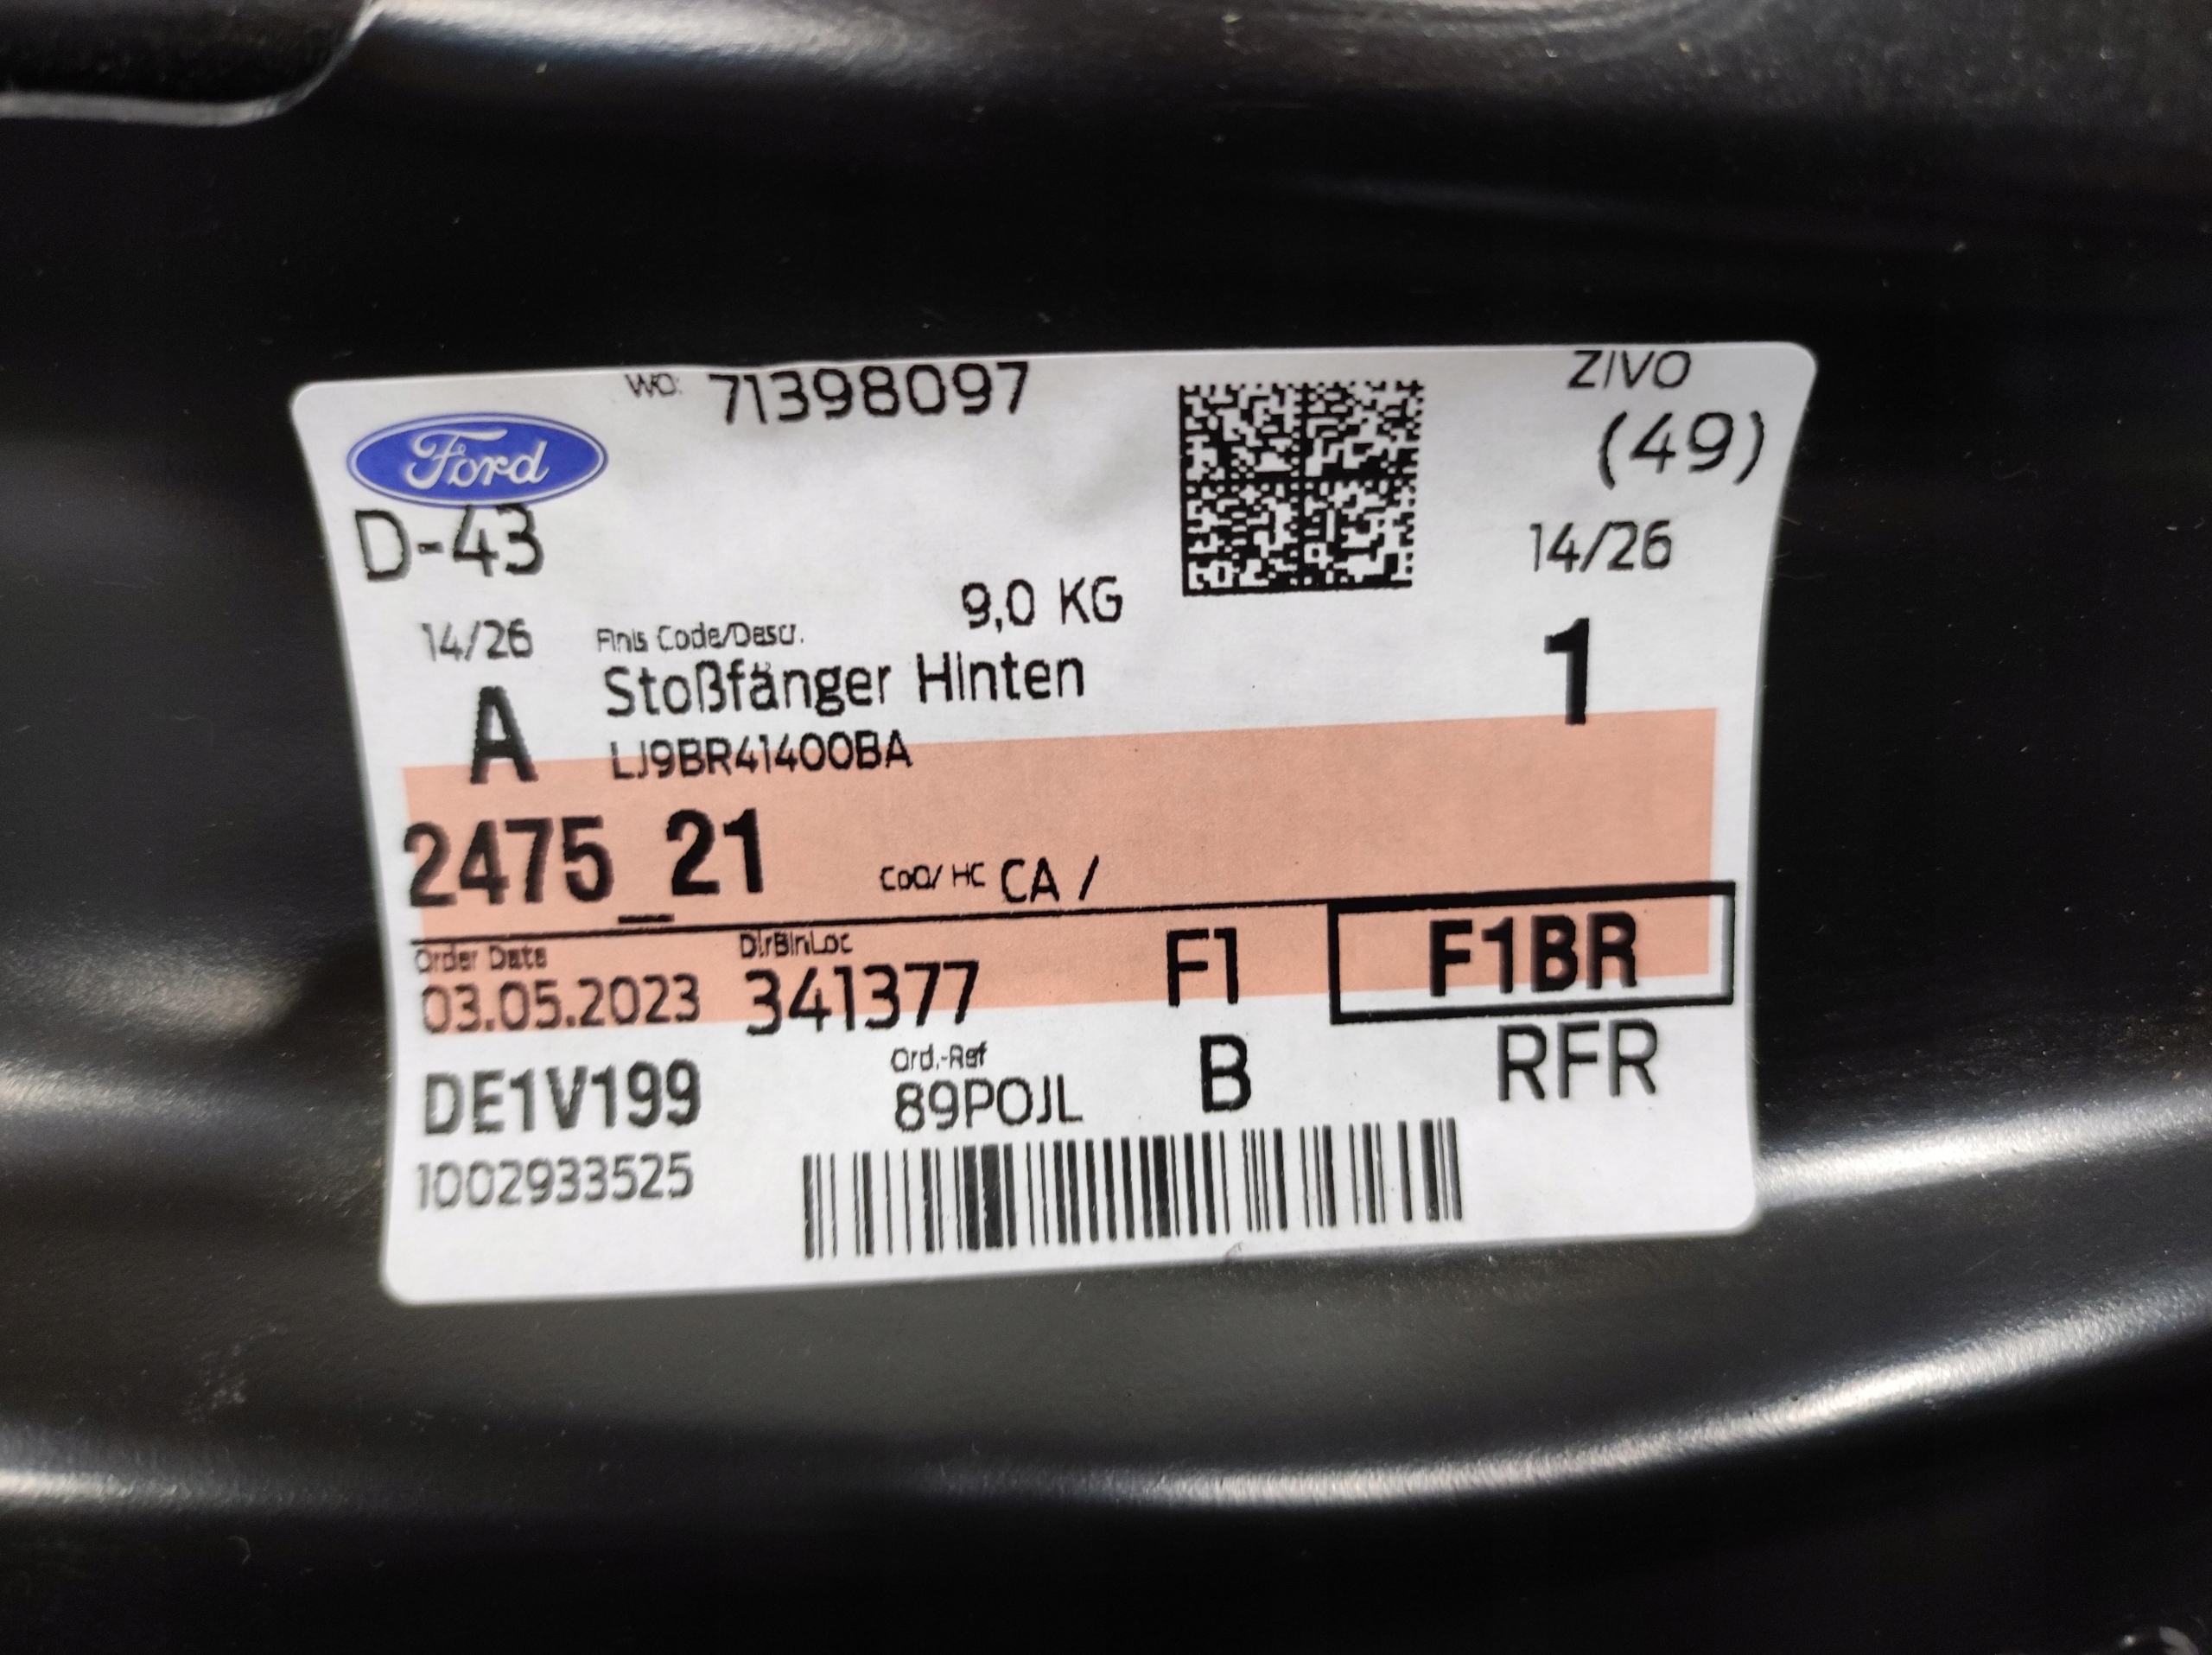 WO: 71398097
ZIVO
Ford
(49)
D-43
14/26
9,0 KG
14/26
Finis Code/Descr.
1
Stoßfänger Hinten
A
LJ9BR41400BA
2475_21
CoO/ HC CA /
Order Date
DlrBinLoc
F1
F1BR
03.05.2023
341377
Ord.-Ref
B
RFR
DE1V199
89POJL
1002933525